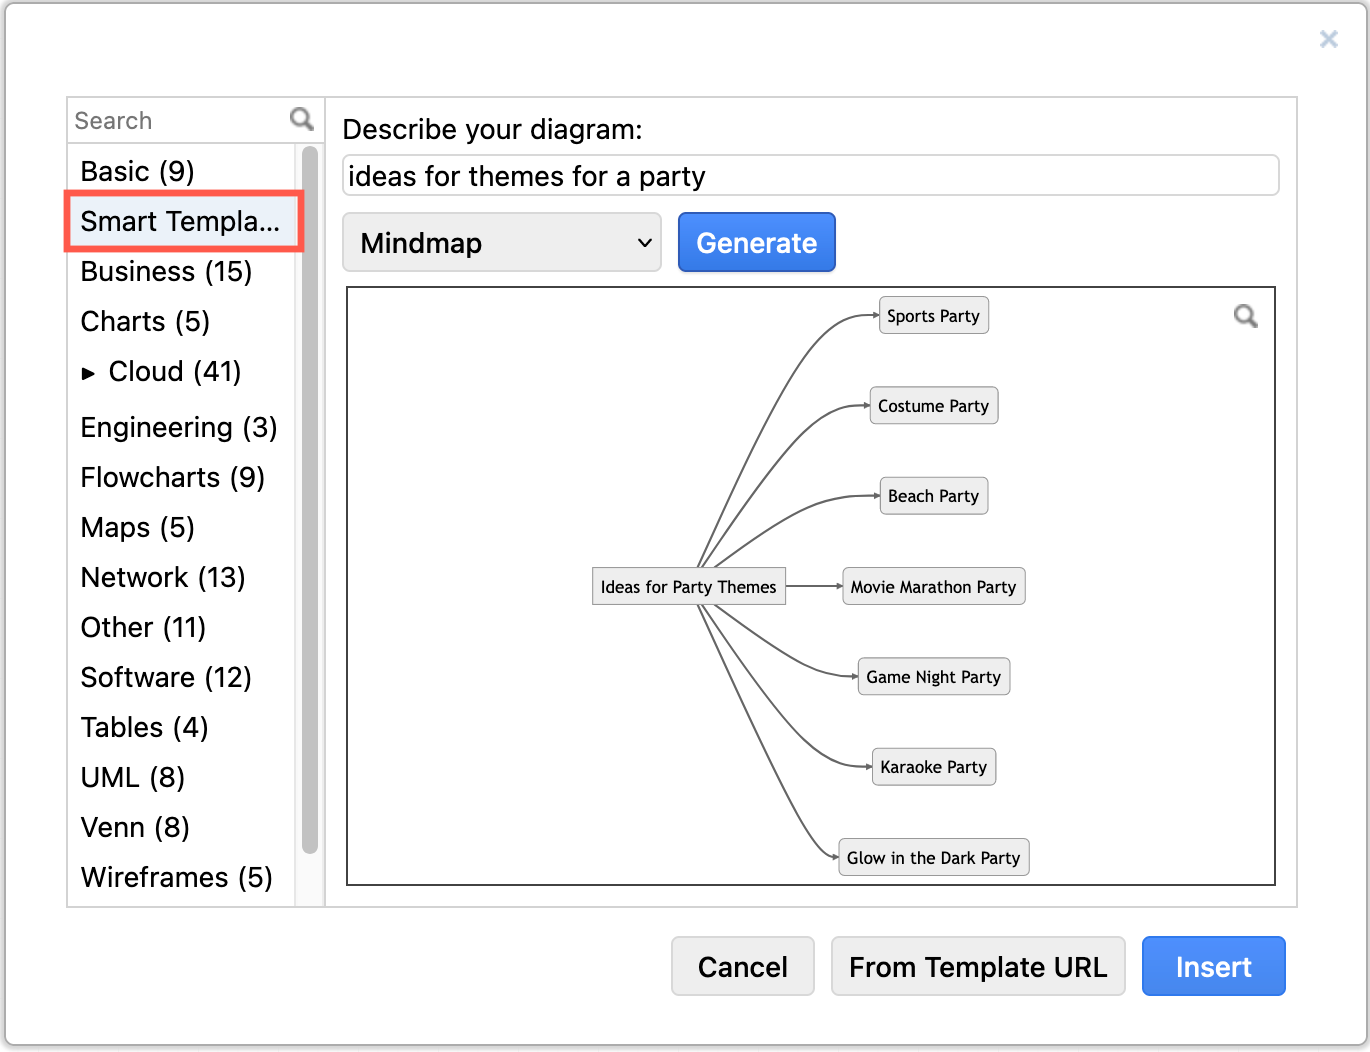 ×
Search
Basic (9)
Smart Templa...
Business (15)
Charts (5)
► Cloud (41)
Engineering (3)
Flowcharts (9)
Maps (5)
Network (13)
Other (11)
Software (12)
Tables (4)
UML (8)
Venn (8)
Wireframes (5)
Describe your diagram:
ideas for themes for a party
Mindmap
Generate
Sports Party
Costume Party
Beach Party
Ideas for Party Themes
Movie Marathon Party
Game Night Party
Karaoke Party
Glow in the Dark Party
Cancel
From Template URL
Insert